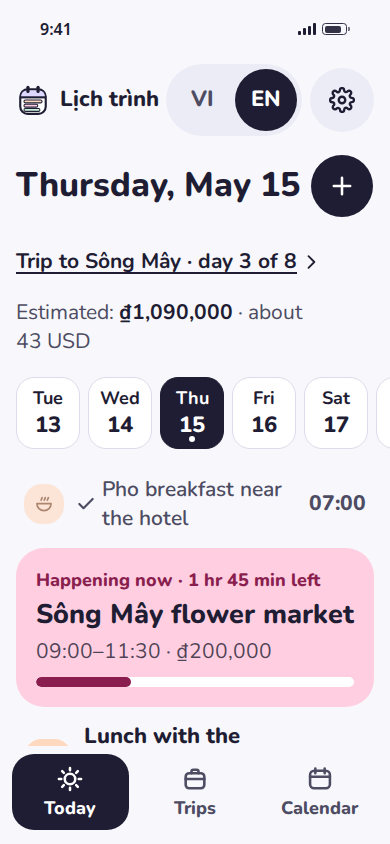 9:41
Lịch trình
VI
EN
Thursday, May 15
Trip to Sông Mây · day 3 of 8
Estimated: ₫1,090,000 · about
43 USD
Tue
13
Wed
14
Thu
15
Fri
16
Sat
17
Pho breakfast near
the hotel
07:00
Happening now · 1 hr 45 min left
Sông Mây flower market
09:00–11:30 · ₫200,000
Lunch with the
Today
Trips
Calendar